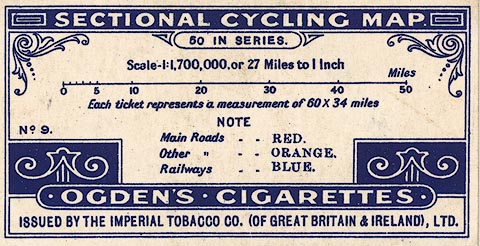 SECTIONAL CYCLING MAP.
50 IN SERIES.
Scale-1:1,700,000, or 27 Miles to 1 Inch
Miles
0 5 10 20 30 40 50
Each ticket represents a measurement of 60 X 34 miles
NOTE
No 9.
Main Roads . . RED.
Other " . . ORANGE.
Railways . . BLUE.
· OGDEN'S · CIGARETTES ·
ISSUED BY THE IMPERIAL TOBACCO CO. (OF GREAT BRITAIN & IRELAND), LTD.